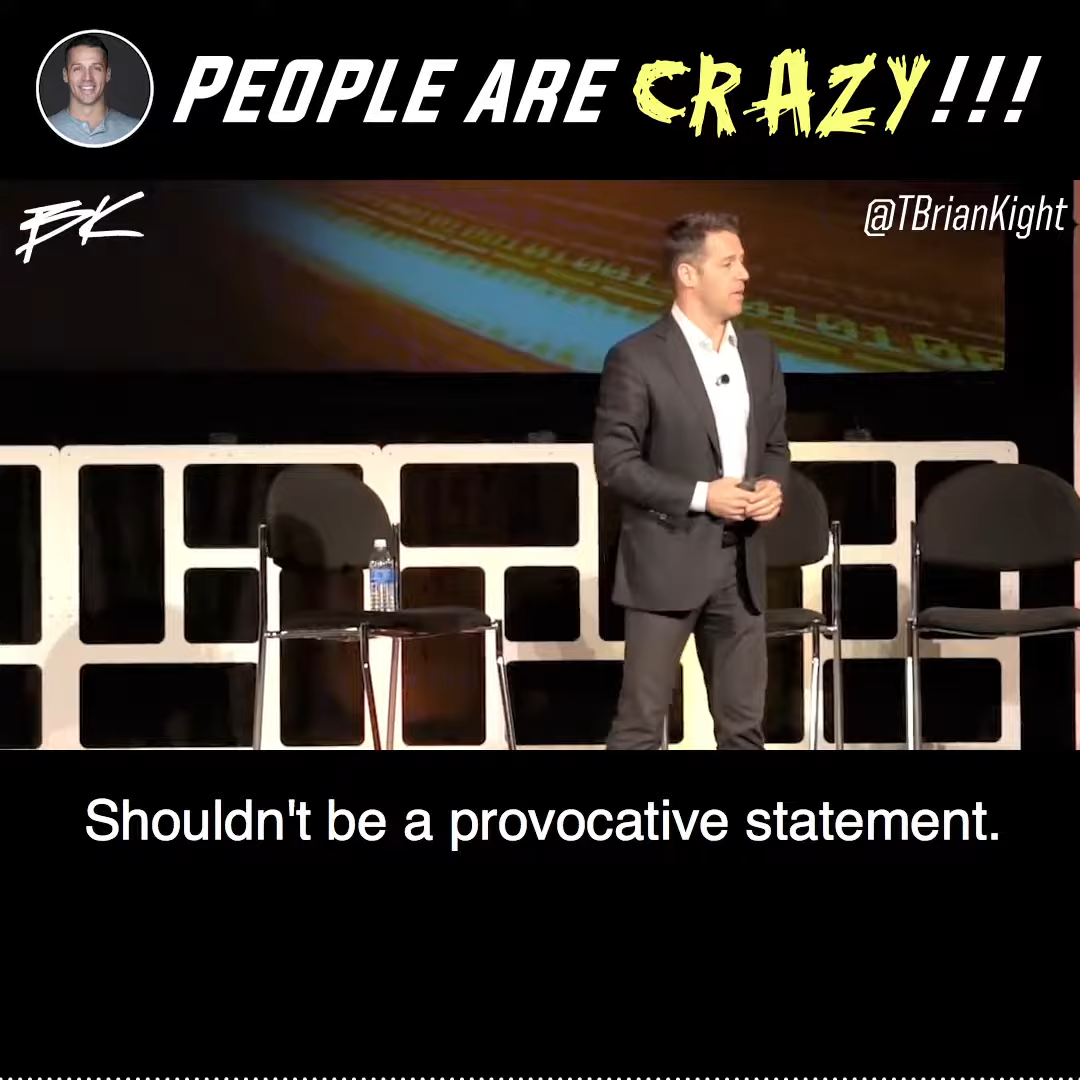 PEOPLE ARE CRAZY!!!
BK
@TBrianKight
Shouldn't be a provocative statement.